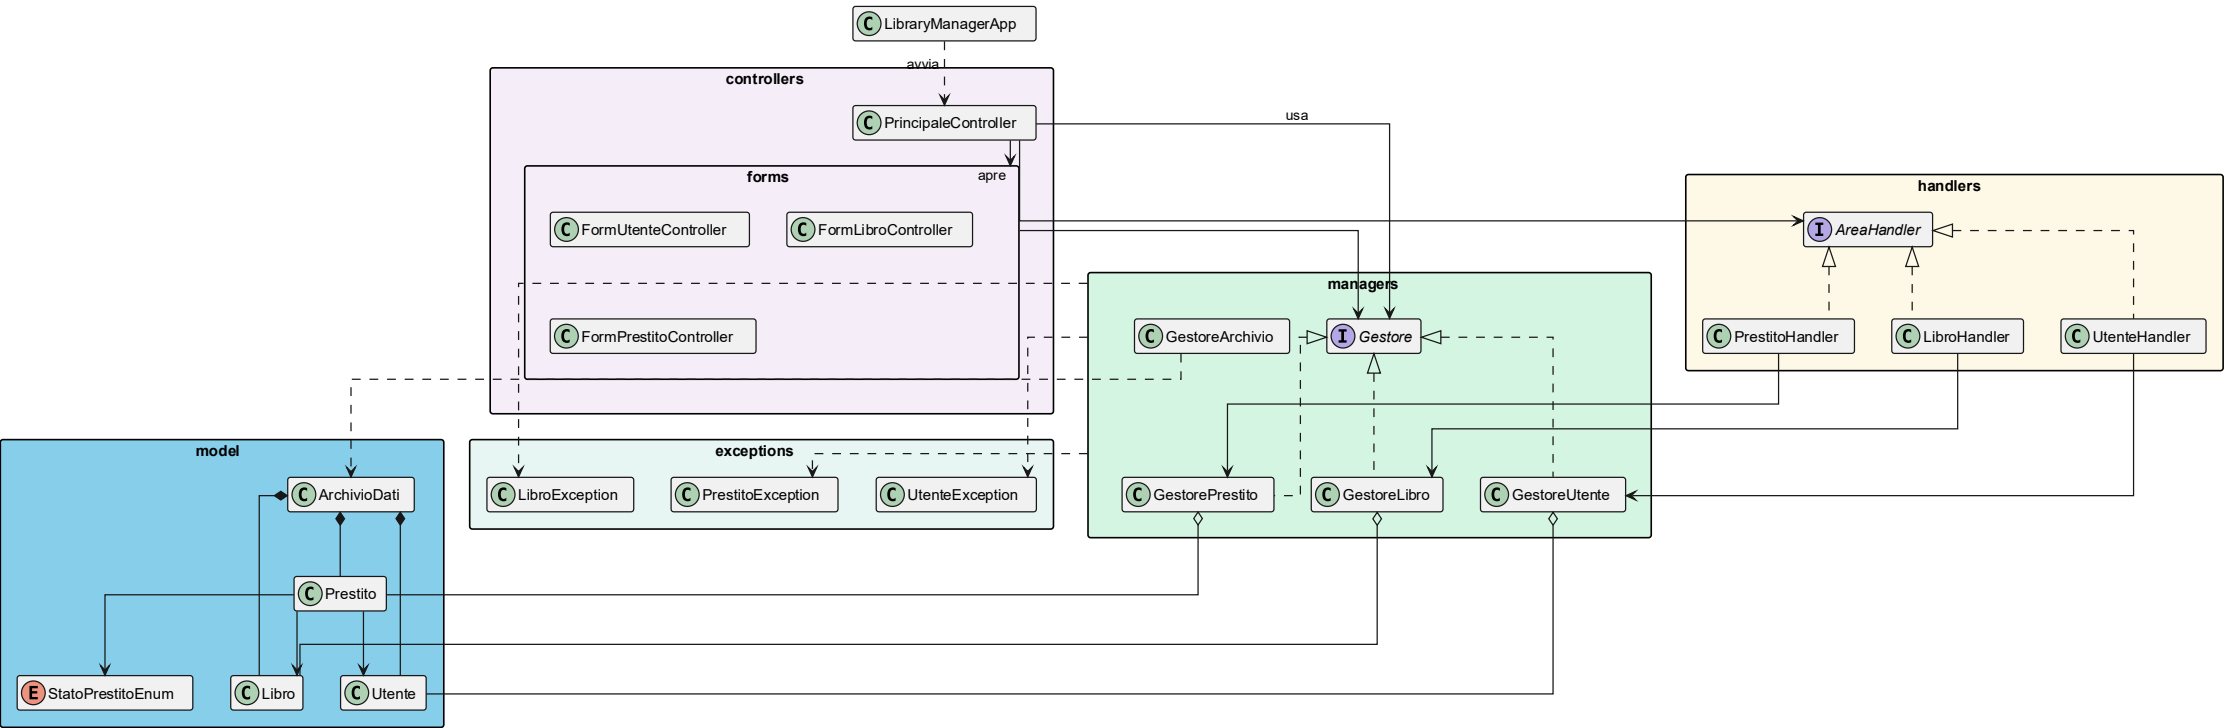 C LibraryManagerApp
avvia
controllers
C PrincipaleController
usa
forms
apre
handlers
C FormUtenteController
C FormLibroController
I AreaHandler
managers
C FormPrestitoController
C GestoreArchivio
I Gestore
C PrestitoHandler
C LibroHandler
C UtenteHandler
model
exceptions
C ArchivioDati
C LibroException
C PrestitoException
C UtenteException
C GestorePrestito
C GestoreLibro
C GestoreUtente
C Prestito
E StatoPrestitoEnum
C Libro
C Utente